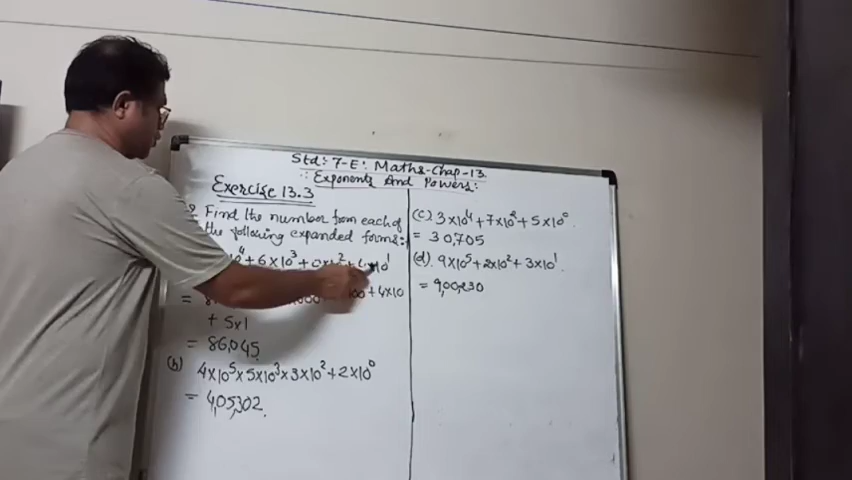 Std:- 7-E:- Maths-Chap-13.
:- Exponents And Powers:-
Exercise 13.3
Find the number from each of
the following expanded forms:-
+6×10³ +0×10² + 10¹
100 + 4×10
+ 5×1
= 86,045.
(b) 4×10⁵×5×10³×3×10²+2×10⁰
= 4,05,302.
(c) 3×10⁴+7×10²+5×10⁰
= 30,705
(d). 9×10⁵+2×10²+3×10¹.
= 9,00,230